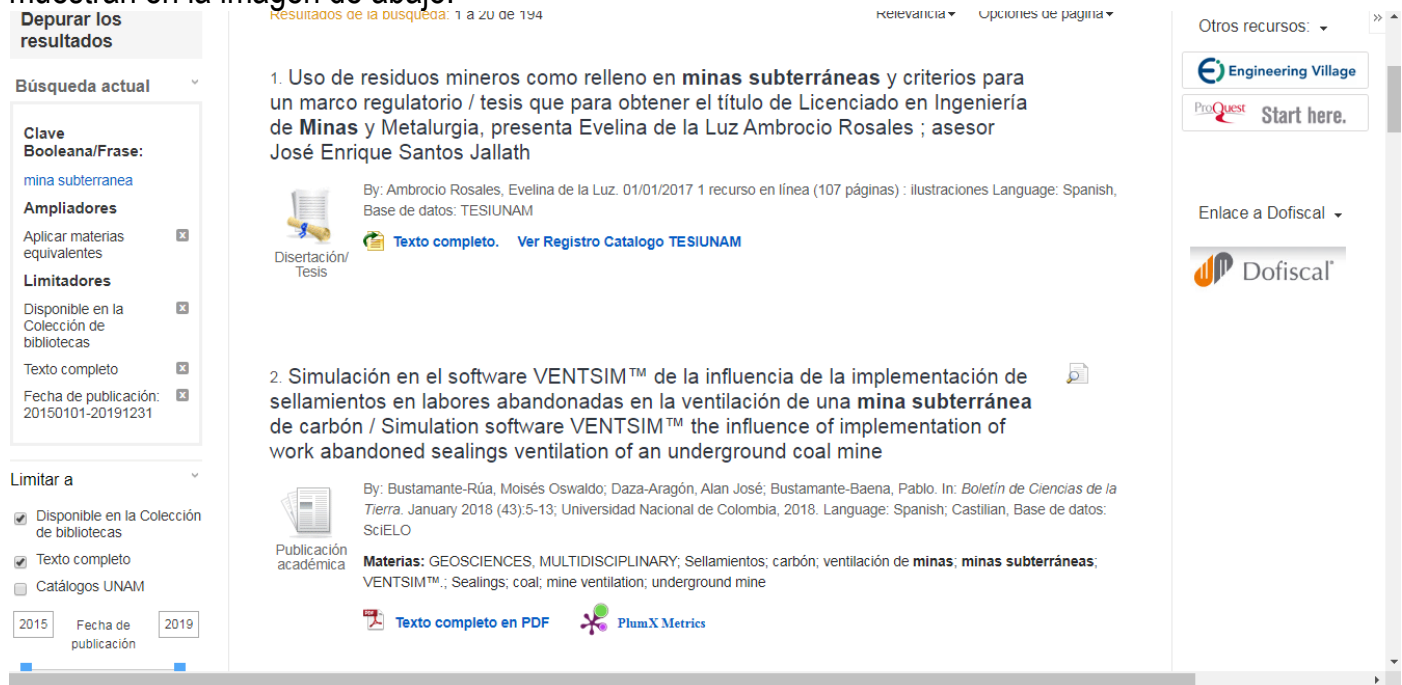 muestran en la imagen de abajo.
Depurar los
resultados
Búsqueda actual
Clave
Booleana/Frase:
mina subterranea
Ampliadores
Aplicar materias
equivalentes
Limitadores
Disponible en la
Colección de
bibliotecas
Texto completo
Fecha de publicación:
20150101-20191231
Limitar a
Disponible en la Colección
de bibliotecas
Texto completo
Catálogos UNAM
2015 Fecha de 2019
publicación
Resultados de la búsqueda: 1 a 20 de 194
Relevancia Opciones de página
1. Uso de residuos mineros como relleno en minas subterráneas y criterios para
un marco regulatorio / tesis que para obtener el título de Licenciado en Ingeniería
de Minas y Metalurgia, presenta Evelina de la Luz Ambrocio Rosales ; asesor
José Enrique Santos Jallath
By: Ambrocio Rosales, Evelina de la Luz. 01/01/2017 1 recurso en línea (107 páginas) : ilustraciones Language: Spanish,
Base de datos: TESIUNAM
Texto completo. Ver Registro Catalogo TESIUNAM
Disertación/
Tesis
2. Simulación en el software VENTSIM™ de la influencia de la implementación de
sellamientos en labores abandonadas en la ventilación de una mina subterránea
de carbón / Simulation software VENTSIM™ the influence of implementation of
work abandoned sealings ventilation of an underground coal mine
By: Bustamante-Rúa, Moisés Oswaldo; Daza-Aragón, Alan José; Bustamante-Baena, Pablo. In: Boletín de Ciencias de la
Tierra. January 2018 (43):5-13; Universidad Nacional de Colombia, 2018. Language: Spanish; Castilian, Base de datos:
SciELO
Publicación
académica
Materias: GEOSCIENCES, MULTIDISCIPLINARY; Sellamientos; carbón; ventilación de minas; minas subterráneas;
VENTSIM™.; Sealings; coal; mine ventilation; underground mine
Texto completo en PDF PlumX Metrics
Otros recursos:
»
Engineering Village
ProQuest Start here.
Enlace a Dofiscal
Dofiscal